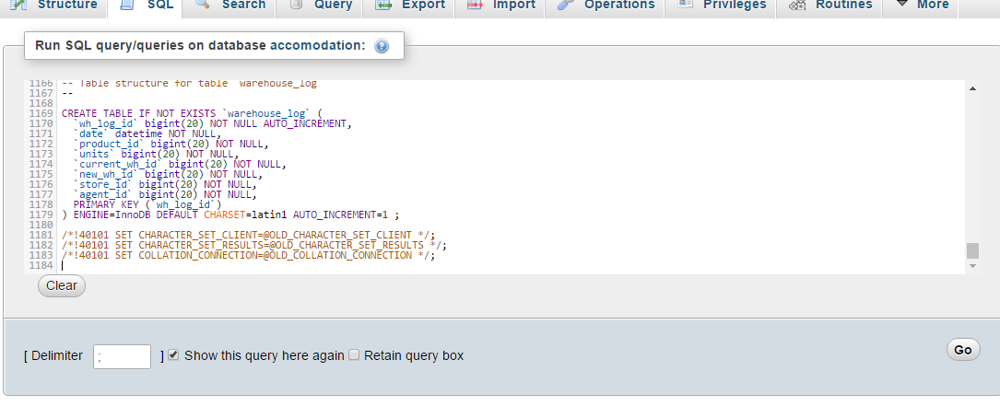 Structure SQL Search Query Export Import Operations Privileges Routines More
Run SQL query/queries on database accomodation:
1166 -- Table structure for table `warehouse_log`
1167 --
1168
1169 CREATE TABLE IF NOT EXISTS `warehouse_log` (
1170 `wh_log_id` bigint(20) NOT NULL AUTO_INCREMENT,
1171 `date` datetime NOT NULL,
1172 `product_id` bigint(20) NOT NULL,
1173 `units` bigint(20) NOT NULL,
1174 `current_wh_id` bigint(20) NOT NULL,
1175 `new_wh_id` bigint(20) NOT NULL,
1176 `store_id` bigint(20) NOT NULL,
1177 `agent_id` bigint(20) NOT NULL,
1178 PRIMARY KEY (`wh_log_id`)
1179 ) ENGINE=InnoDB DEFAULT CHARSET=latin1 AUTO_INCREMENT=1 ;
1180
1181 /*!40101 SET CHARACTER_SET_CLIENT=@OLD_CHARACTER_SET_CLIENT */;
1182 /*!40101 SET CHARACTER_SET_RESULTS=@OLD_CHARACTER_SET_RESULTS */;
1183 /*!40101 SET COLLATION_CONNECTION=@OLD_COLLATION_CONNECTION */;
1184
Clear
[ Delimiter ; ] Show this query here again Retain query box
Go